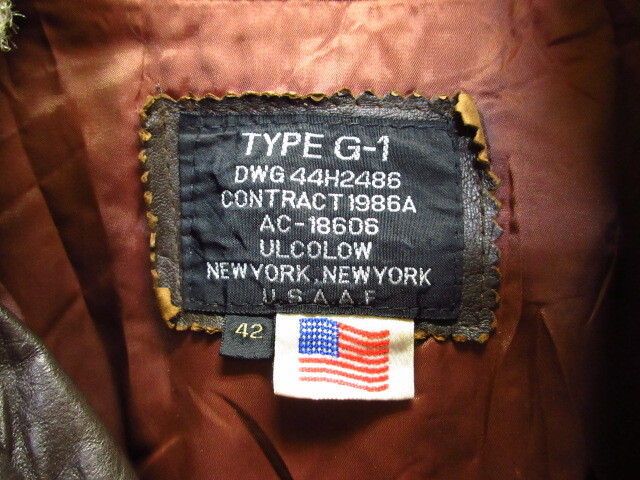 TYPE G-1
DWG 44H2486
CONTRACT 1986A
AC-18606
ULCOLOW
NEWYORK, NEWYORK
U.S.A.A.F
42